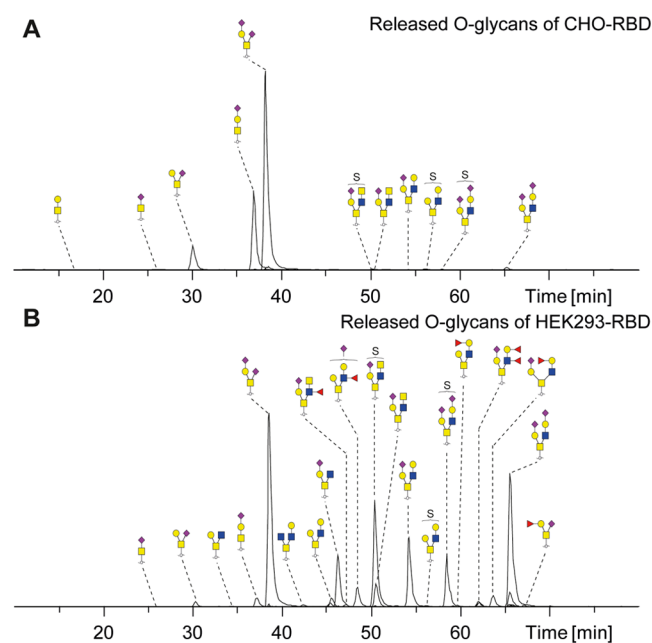 A
Released O-glycans of CHO-RBD
S S S
20 30 40 50 60 Time [min]
B
Released O-glycans of HEK293-RBD
S
S
S
20 30 40 50 60 Time [min]